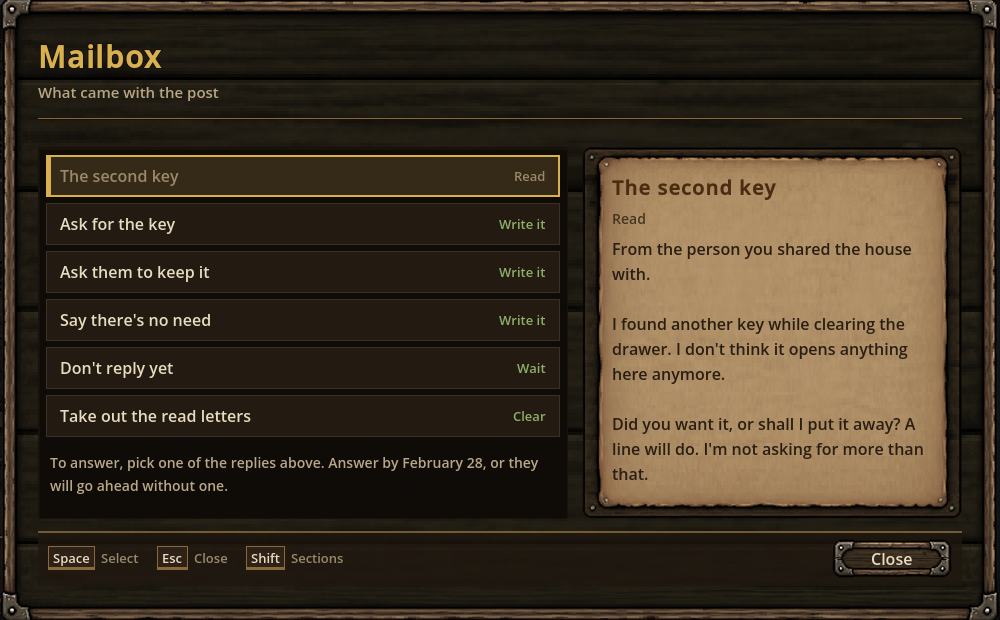 Mailbox
What came with the post
The second key Read
Ask for the key Write it
Ask them to keep it Write it
Say there's no need Write it
Don't reply yet Wait
Take out the read letters Clear
To answer, pick one of the replies above. Answer by February 28, or they
will go ahead without one.
The second key
Read
From the person you shared the house
with.
I found another key while clearing the
drawer. I don't think it opens anything
here anymore.
Did you want it, or shall I put it away? A
line will do. I'm not asking for more than
that.
Space Select Esc Close Shift Sections
Close